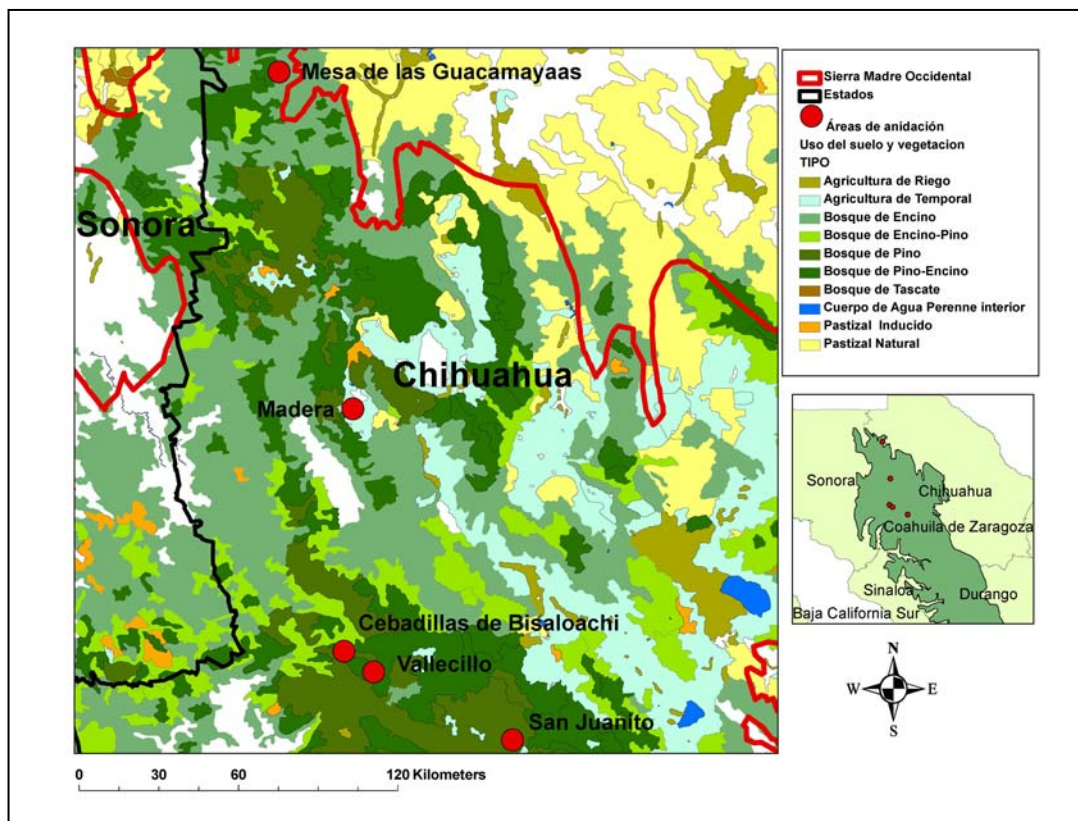 Mesa de las Guacamayaas
Sonora
Chihuahua
Madera
Cebadillas de Bisaloachi
Vallecillo
San Juanito
0 30 60 120 Kilometers
Sierra Madre Occidental
Estados
Áreas de anidación
Uso del suelo y vegetacion
TIPO
Agricultura de Riego
Agricultura de Temporal
Bosque de Encino
Bosque de Encino-Pino
Bosque de Pino
Bosque de Pino-Encino
Bosque de Tascate
Cuerpo de Agua Perenne interior
Pastizal Inducido
Pastizal Natural
Sonora
Chihuahua
Coahuila de Zaragoza
Sinaloa
Durango
Baja California Sur
N
W E
S